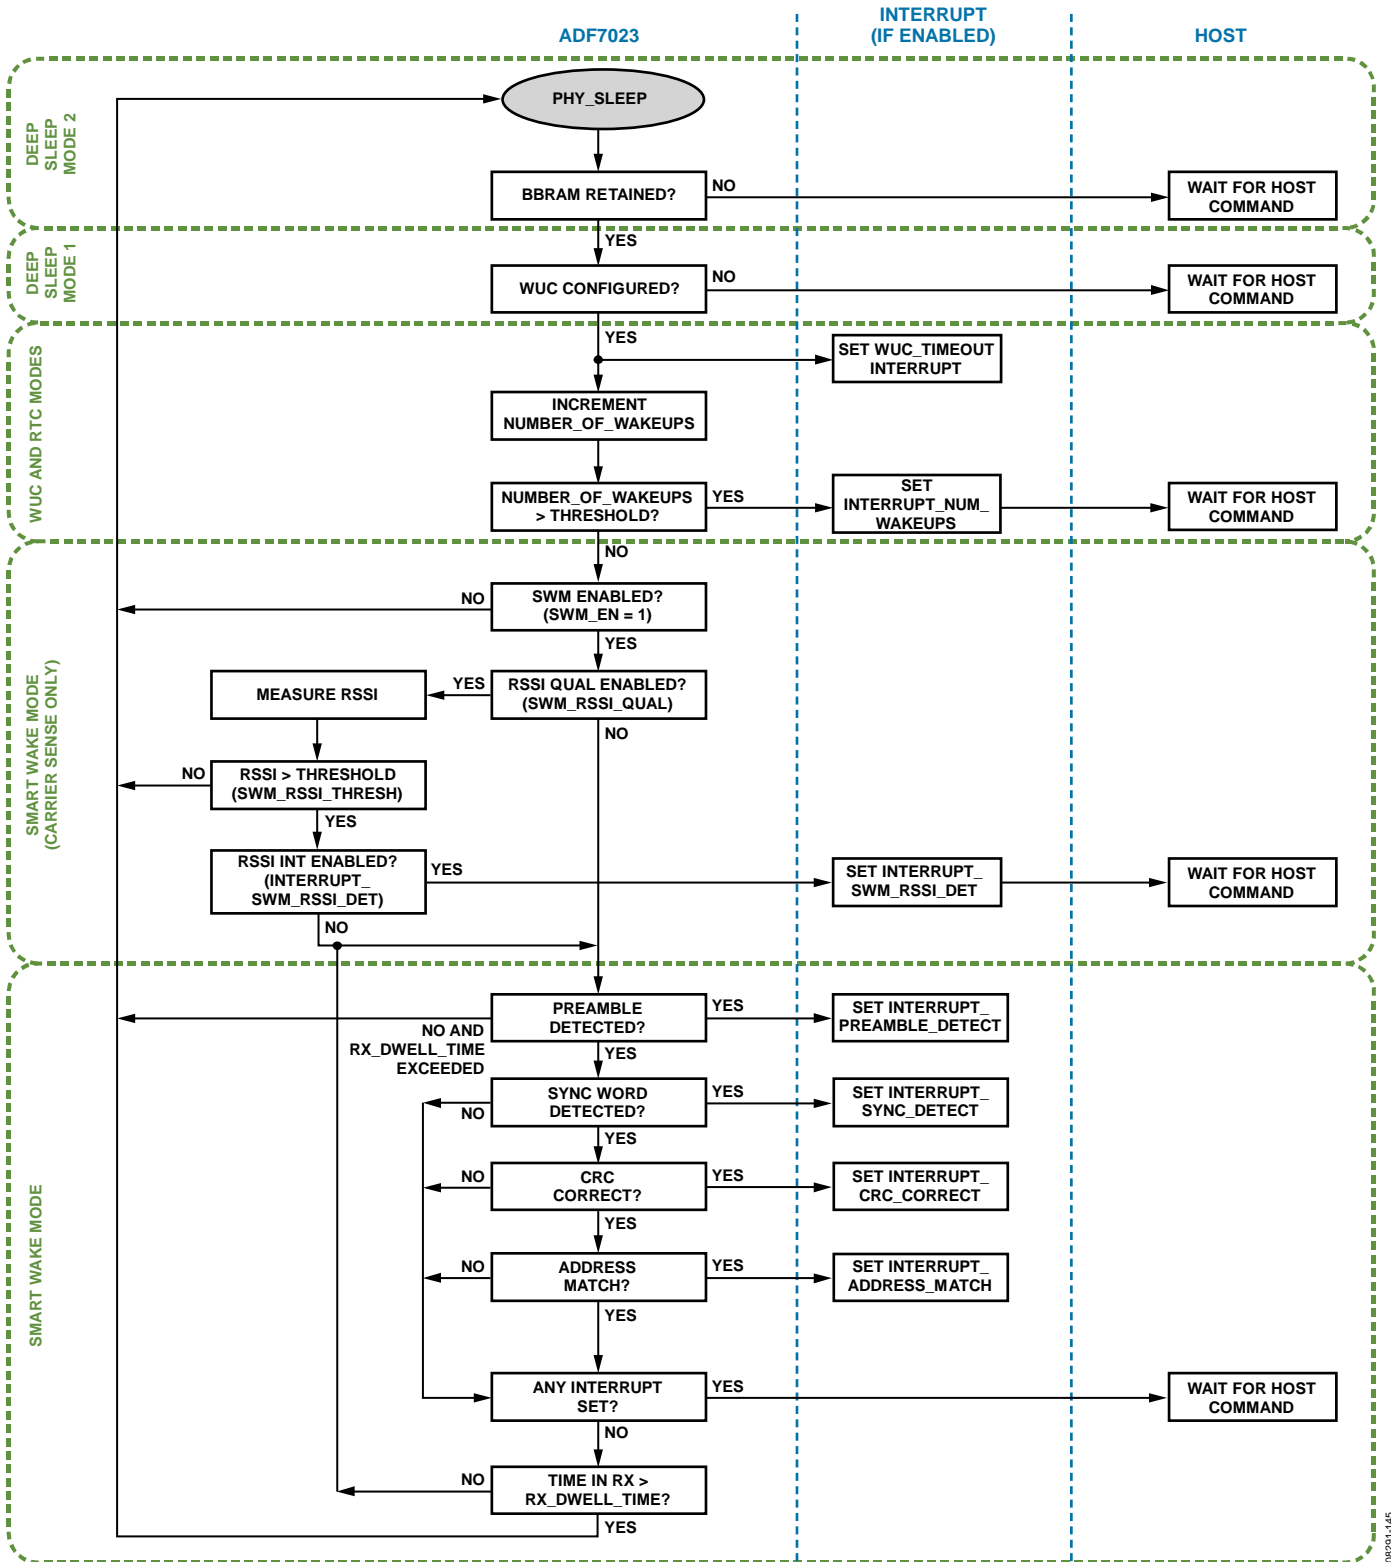 ADF7023
INTERRUPT
(IF ENABLED)
HOST
DEEP
SLEEP
MODE 2
PHY_SLEEP
BBRAM RETAINED?
NO
WAIT FOR HOST
COMMAND
YES
DEEP
SLEEP
MODE 1
WUC CONFIGURED?
NO
WAIT FOR HOST
COMMAND
YES
WUC AND RTC MODES
SET WUC_TIMEOUT
INTERRUPT
INCREMENT
NUMBER_OF_WAKEUPS
NUMBER_OF_WAKEUPS
> THRESHOLD?
YES
SET
INTERRUPT_NUM_
WAKEUPS
WAIT FOR HOST
COMMAND
NO
SMART WAKE MODE
(CARRIER SENSE ONLY)
NO
SWM ENABLED?
(SWM_EN = 1)
YES
MEASURE RSSI
YES
RSSI QUAL ENABLED?
(SWM_RSSI_QUAL)
NO
NO
RSSI > THRESHOLD
(SWM_RSSI_THRESH)
YES
RSSI INT ENABLED?
(INTERRUPT_
SWM_RSSI_DET)
YES
SET INTERRUPT_
SWM_RSSI_DET
WAIT FOR HOST
COMMAND
NO
SMART WAKE MODE
PREAMBLE
DETECTED?
YES
SET INTERRUPT_
PREAMBLE_DETECT
NO AND
RX_DWELL_TIME
EXCEEDED
YES
SYNC WORD
DETECTED?
NO
YES
SET INTERRUPT_
SYNC_DETECT
YES
NO
CRC
CORRECT?
YES
SET INTERRUPT_
CRC_CORRECT
YES
NO
ADDRESS
MATCH?
YES
SET INTERRUPT_
ADDRESS_MATCH
YES
ANY INTERRUPT
SET?
YES
WAIT FOR HOST
COMMAND
NO
NO
TIME IN RX >
RX_DWELL_TIME?
YES
08291-145